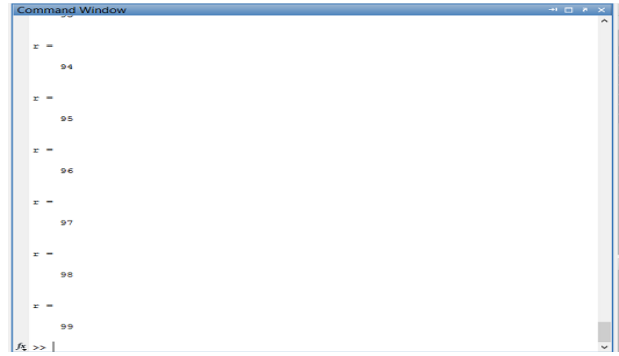 Command Window
r =
94
r =
95
r =
96
r =
97
r =
98
r =
99
fx >>